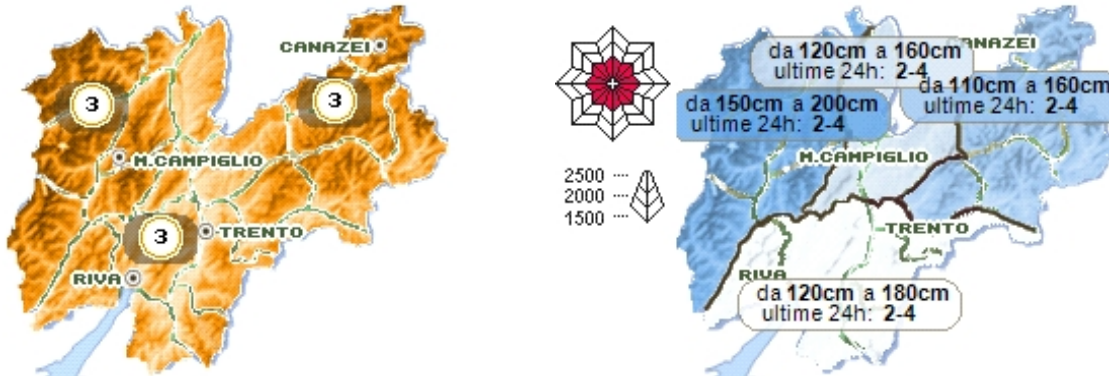 CANAZEI
3
3
M.CAMPIGLIO
3
TRENTO
RIVA
2500
2000
1500
da 120cm a 160cm
ultime 24h: 2-4
CANAZEI
da 110cm a 160cm
ultime 24h: 2-4
da 150cm a 200cm
ultime 24h: 2-4
M.CAMPIGLIO
TRENTO
RIVA
da 120cm a 180cm
ultime 24h: 2-4